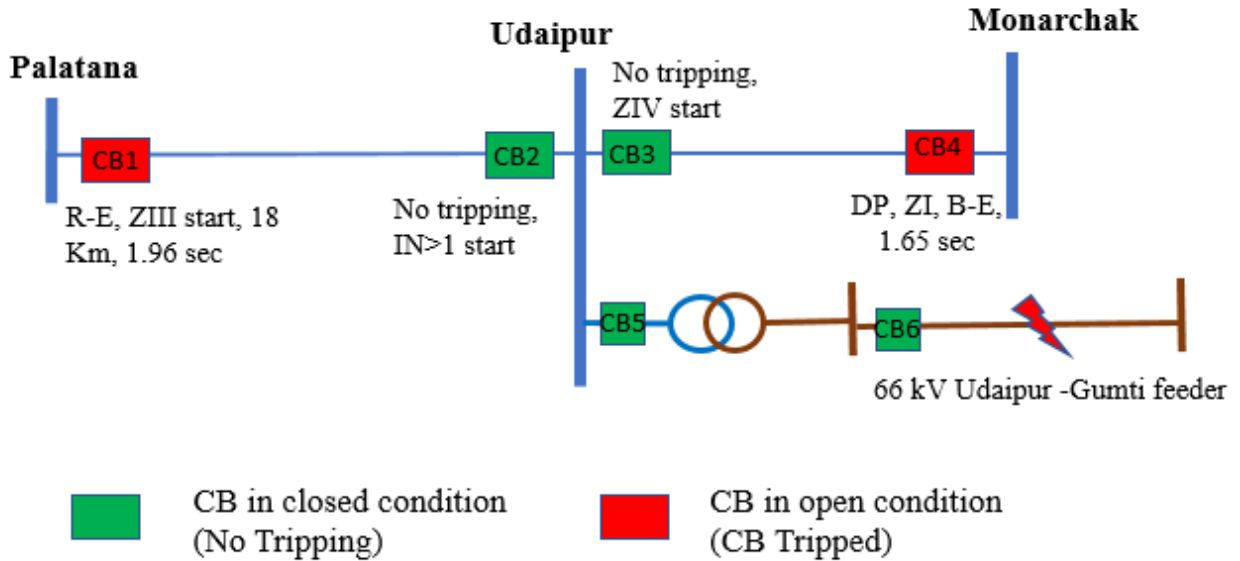 Monarchak
Udaipur
Palatana
No tripping,
ZIV start
CB1
CB2
CB3
CB4
R-E, ZIII start, 18
Km, 1.96 sec
No tripping,
IN>1 start
DP, ZI, B-E,
1.65 sec
CB5
CB6
66 kV Udaipur -Gumti feeder
CB in closed condition
(No Tripping)
CB in open condition
(CB Tripped)